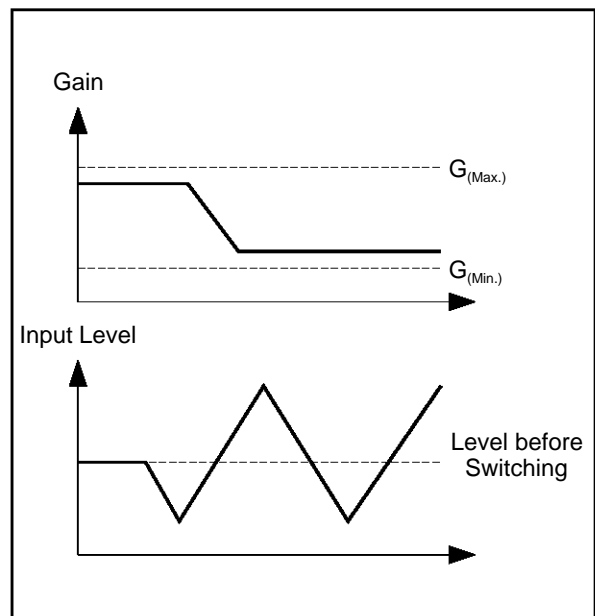 Gain
G(Max.)
G(Min.)
Input Level
Level before
Switching